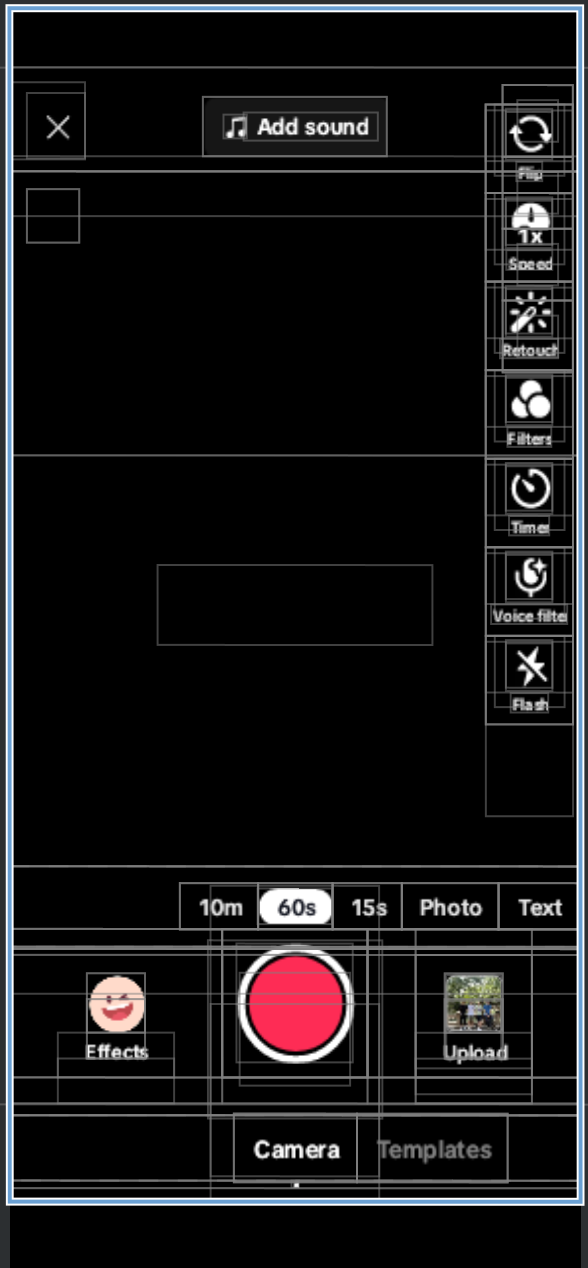 Add sound
Flip
1x
Speed
Retouch
Filters
Timer
Voice filte
Flash
10m 60s 15s Photo Text
Effects
Upload
Camera Templates